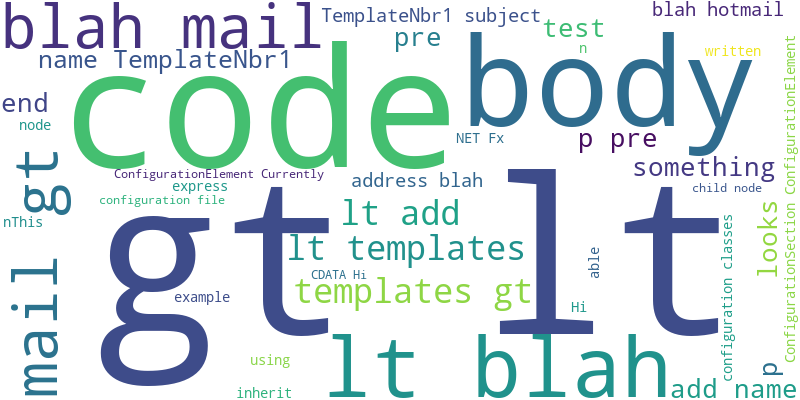 blah mail
TemplateNbr1 subject
blah hotmail
pre
test
n
written
name TemplateNbr1
code
body
end
node
NET Fx
p pre
something
ConfigurationElement Currently
express
configuration file
address blah
child node
gt
nThis
lt add
looks
ConfigurationSection ConfigurationElement
gt
lt
lt templates
CDATA Hi
able
configuration classes
mail
example
templates gt
Hi
using
inherit
lt blah
p
add name